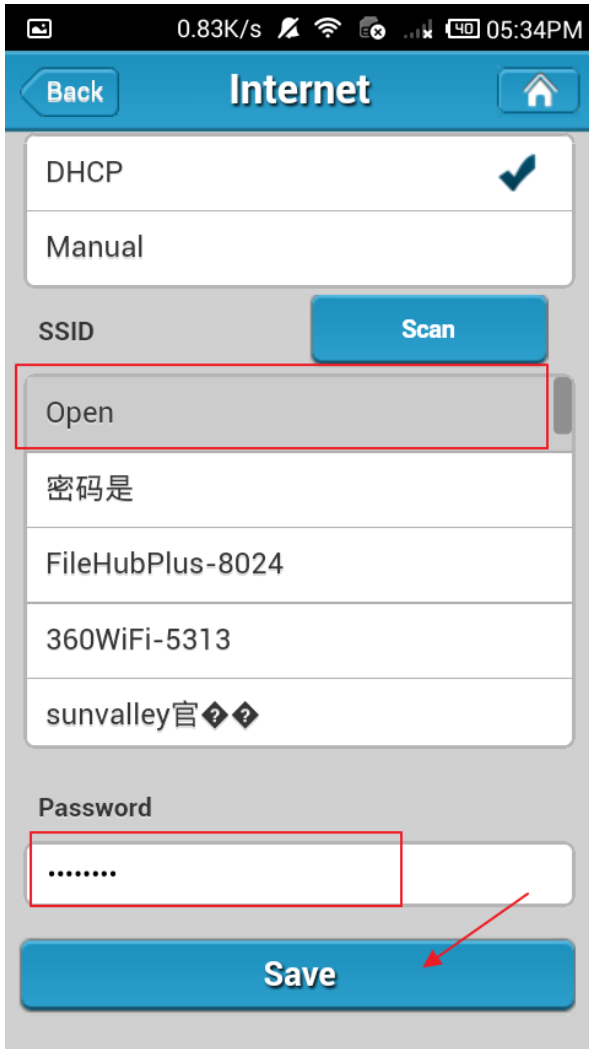 0.83K/s 40 05:34PM
Back Internet
DHCP
Manual
SSID Scan
Open
密码是
FileHubPlus-8024
360WiFi-5313
sunvalley官��
Password
••••••••
Save